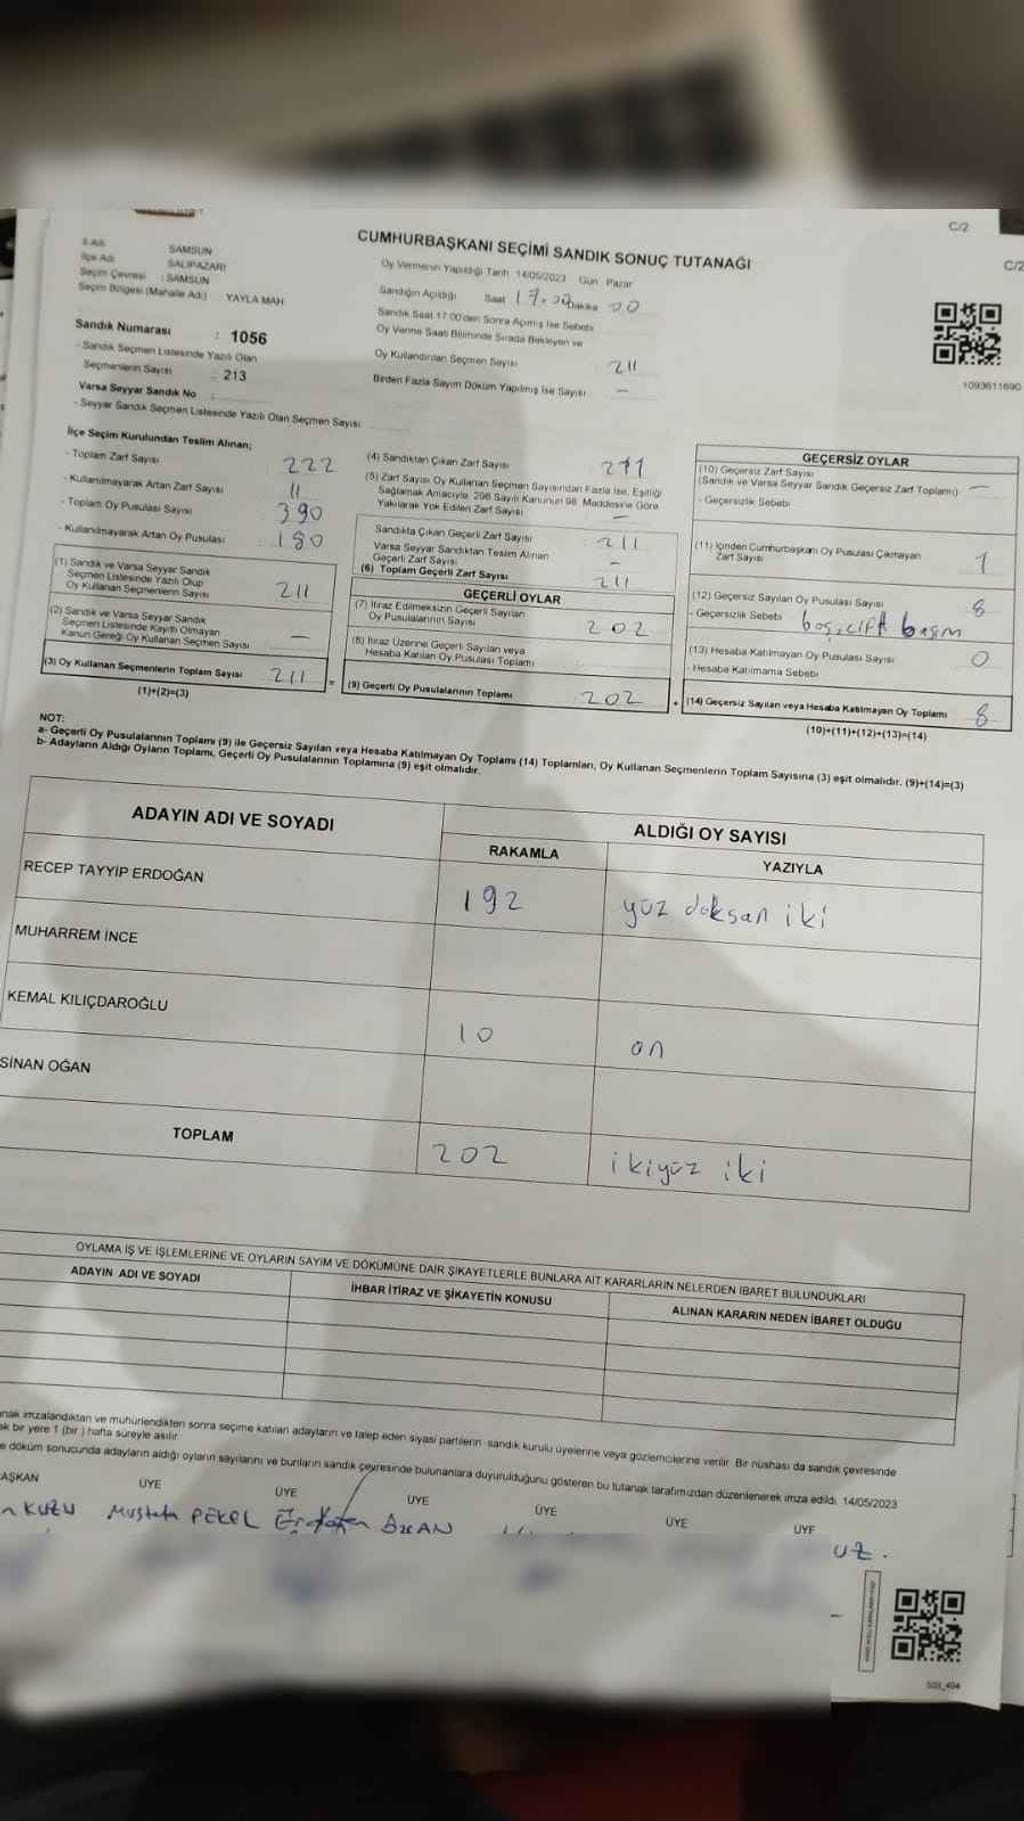 C/2
C/2
CUMHURBAŞKANI SEÇİMİ SANDIK SONUÇ TUTANAĞI
İl Adı SAMSUN
İlçe Adı SALIPAZARI
Seçim Çevresi : SAMSUN
Seçim Bölgesi (Mahalle Adı) YAYLA MAH
Oy Vermenin Yapıldığı Tarih 14/05/2023 Gün Pazar
Sandığın Açıldığı Saat 17.00 Dakika 00
Sandık Saat 17:00'den Sonra Açılmış İse Sebebi
Oy Verme Saati Bitiminde Sırada Bekleyen ve
Oy Kullandırılan Seçmen Sayısı 211
Birden Fazla Sayım Döküm Yapılmış İse Sayısı —
1093611690
Sandık Numarası : 1056
- Sandık Seçmen Listesinde Yazılı Olan
Seçmenlerin Sayısı : 213
Varsa Seyyar Sandık No :
- Seyyar Sandık Seçmen Listesinde Yazılı Olan Seçmen Sayısı
İlçe Seçim Kurulundan Teslim Alınan;
- Toplam Zarf Sayısı 222
- Kullanılmayarak Artan Zarf Sayısı 11
- Toplam Oy Pusulası Sayısı 390
- Kullanılmayarak Artan Oy Pusulası : 180
(1) Sandık ve Varsa Seyyar Sandık
Seçmen Listesinde Yazılı Olup
Oy Kullanan Seçmenlerin Sayısı 211
(2) Sandık ve Varsa Seyyar Sandık
Seçmen Listesinde Kayıtlı Olmayan
Kanun Gereği Oy Kullanan Seçmen Sayısı —
(3) Oy Kullanan Seçmenlerin Toplam Sayısı 211
(1)+(2)=(3)
=
(4) Sandıktan Çıkan Zarf Sayısı 211
(5) Zarf Sayısı Oy Kullanan Seçmen Sayısından Fazla İse, Eşitliği
Sağlamak Amacıyla, 298 Sayılı Kanunun 98. Maddesine Göre
Yakılarak Yok Edilen Zarf Sayısı —
Sandıkta Çıkan Geçerli Zarf Sayısı 211
Varsa Seyyar Sandıktan Teslim Alınan
Geçerli Zarf Sayısı —
(6) Toplam Geçerli Zarf Sayısı 211
GEÇERLİ OYLAR
(7) İtiraz Edilmeksizin Geçerli Sayılan
Oy Pusulalarının Sayısı 202
(8) İtiraz Üzerine Geçerli Sayılan veya
Hesaba Katılan Oy Pusulası Toplamı
(9) Geçerli Oy Pusulalarının Toplamı 202
+
GEÇERSİZ OYLAR
(10) Geçersiz Zarf Sayısı
(Sandık ve Varsa Seyyar Sandık Geçersiz Zarf Toplamı) —
- Geçersizlik Sebebi
(11) İçinden Cumhurbaşkanı Oy Pusulası Çıkmayan
Zarf Sayısı 1
(12) Geçersiz Sayılan Oy Pusulası Sayısı 8
- Geçersizlik Sebebi boş, çift basım
(13) Hesaba Katılmayan Oy Pusulası Sayısı 0
- Hesaba Katılmama Sebebi
(14) Geçersiz Sayılan veya Hesaba Katılmayan Oy Toplamı 8
(10)+(11)+(12)+(13)=(14)
NOT:
a- Geçerli Oy Pusulalarının Toplamı (9) ile Geçersiz Sayılan veya Hesaba Katılmayan Oy Toplamı (14) Toplamları, Oy Kullanan Seçmenlerin Toplam Sayısına (3) eşit olmalıdır. (9)+(14)=(3)
b- Adayların Aldığı Oyların Toplamı, Geçerli Oy Pusulalarının Toplamına (9) eşit olmalıdır.
ADAYIN ADI VE SOYADI ALDIĞI OY SAYISI
RAKAMLA YAZIYLA
RECEP TAYYİP ERDOĞAN 192 yüz doksan iki
MUHARREM İNCE
KEMAL KILIÇDAROĞLU 10 on
SİNAN OĞAN
TOPLAM 202 ikiyüz iki
OYLAMA İŞ VE İŞLEMLERİNE VE OYLARIN SAYIM VE DÖKÜMÜNE DAİR ŞİKAYETLERLE BUNLARA AİT KARARLARIN NELERDEN İBARET BULUNDUKLARI
ADAYIN ADI VE SOYADI İHBAR İTİRAZ VE ŞİKAYETİN KONUSU ALINAN KARARIN NEDEN İBARET OLDUĞU
nak imzalandıktan ve mühürlendikten sonra seçime katılan adayların ve talep eden siyasi partilerin sandık kurulu üyelerine veya gözlemcilerine verilir. Bir nüshası da sandık çevresinde
ak bir yere 1 (bir) hafta süreyle asılır.
e döküm sonucunda adayların aldığı oyların sayılarını ve bunların sandık çevresinde bulunanlara duyurulduğunu gösteren bu tutanak tarafımızdan düzenlenerek imza edildi. 14/05/2023
AŞKAN ÜYE ÜYE ÜYE ÜYE ÜYE ÜYE
KUZU Mustafa PEKEL ÖZCAN
UZ.